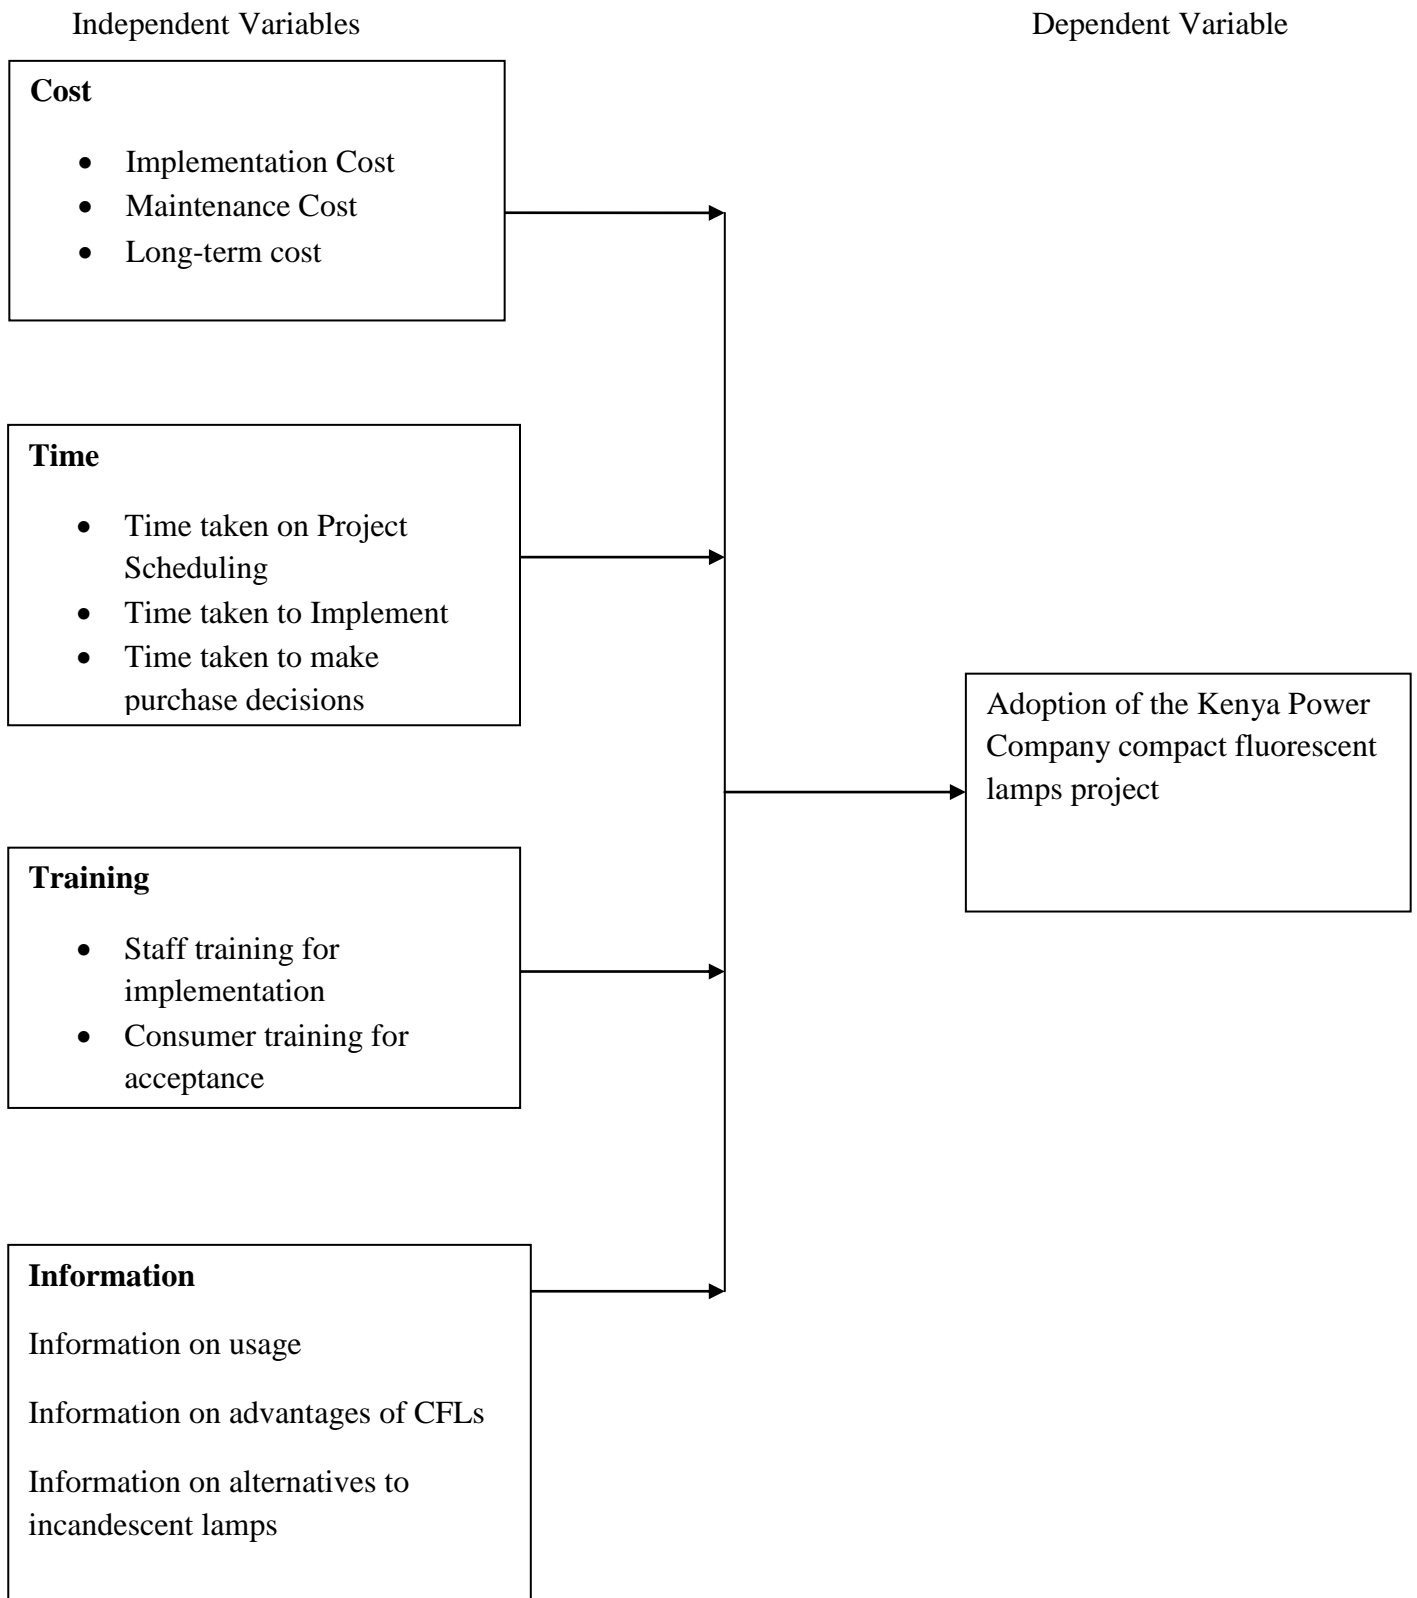 Independent Variables
Dependent Variable
Cost
• Implementation Cost
• Maintenance Cost
• Long-term cost
Time
• Time taken on Project
Scheduling
• Time taken to Implement
• Time taken to make
purchase decisions
Adoption of the Kenya Power
Company compact fluorescent
lamps project
Training
• Staff training for
implementation
• Consumer training for
acceptance
Information
Information on usage
Information on advantages of CFLs
Information on alternatives to
incandescent lamps